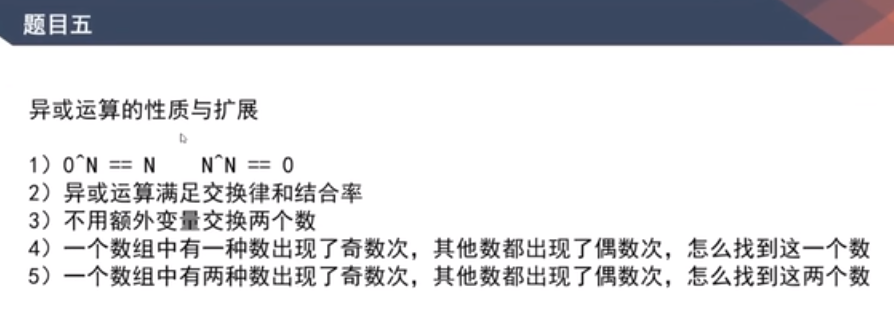 题目五
异或运算的性质与扩展
1）0^N == N    N^N == 0
2）异或运算满足交换律和结合率
3）不用额外变量交换两个数
4）一个数组中有一种数出现了奇数次，其他数都出现了偶数次，怎么找到这一个数
5）一个数组中有两种数出现了奇数次，其他数都出现了偶数次，怎么找到这两个数